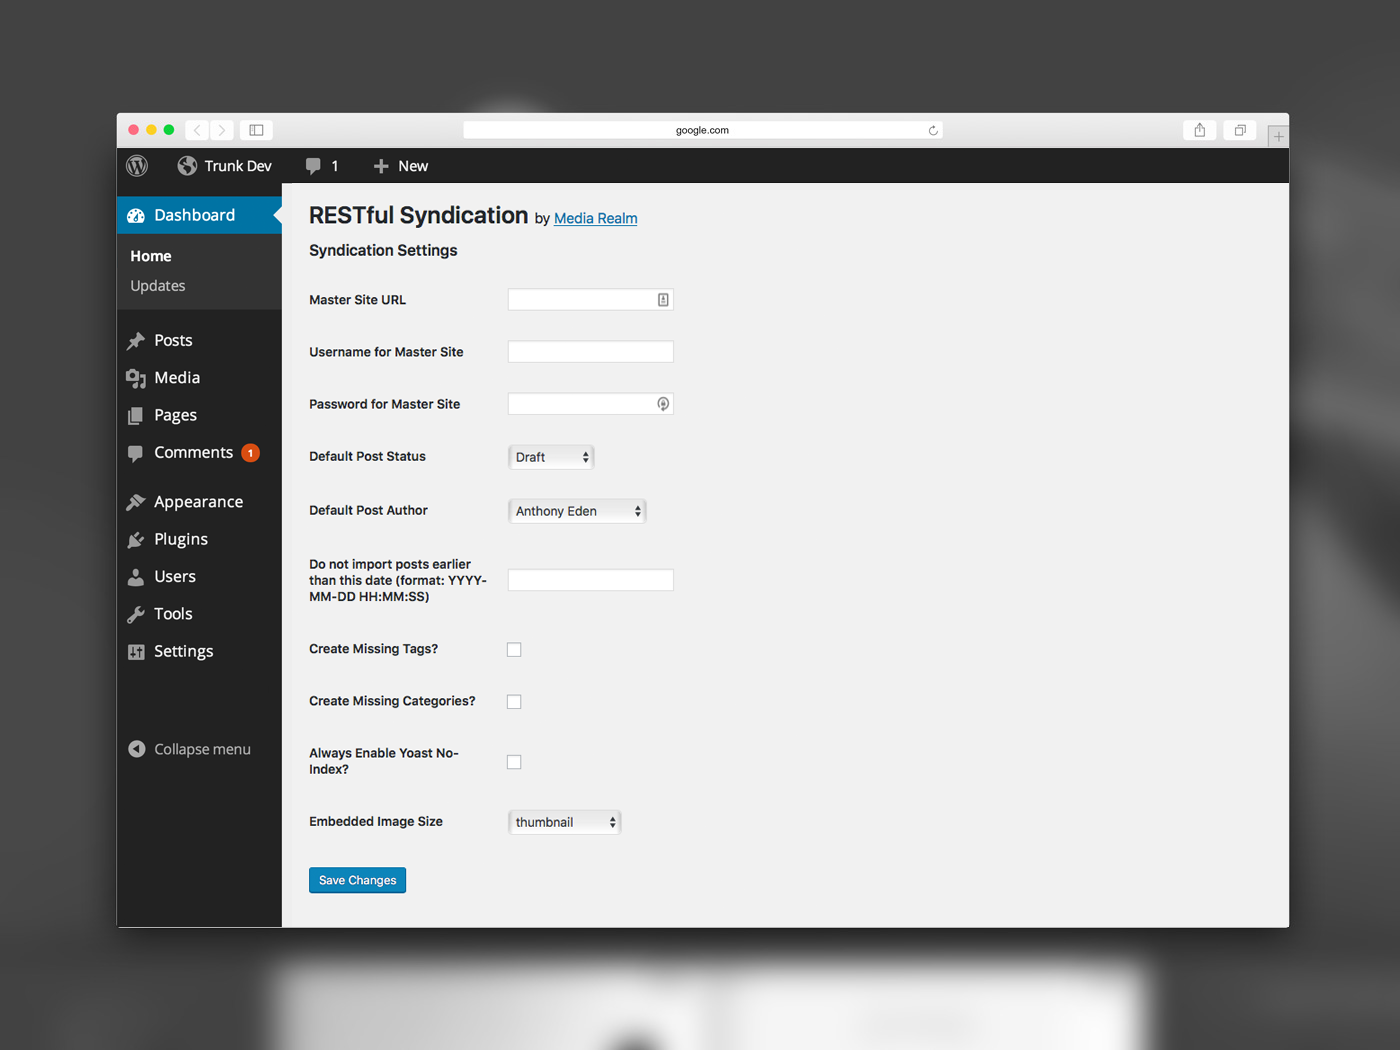 google.com
Trunk Dev 1 New
Dashboard
Home
Updates
Posts
Media
Pages
Comments 1
Appearance
Plugins
Users
Tools
Settings
Collapse menu
RESTful Syndication by Media Realm
Syndication Settings
Master Site URL
Username for Master Site
Password for Master Site
Default Post Status Draft
Default Post Author Anthony Eden
Do not import posts earlier
than this date (format: YYYY-
MM-DD HH:MM:SS)
Create Missing Tags?
Create Missing Categories?
Always Enable Yoast No-
Index?
Embedded Image Size thumbnail
Save Changes